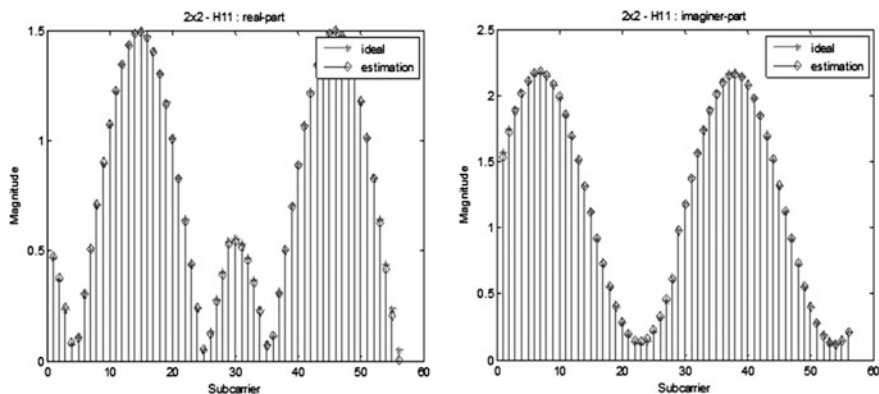 2x2 - H11 : real-part
1.5
1
0.5
0
Magnitude
ideal
estimation
0 10 20 30 40 50 60
Subcarrier
2x2 - H11 : imaginer-part
2.5
2
1.5
1
0.5
0
Magnitude
ideal
estimation
0 10 20 30 40 50 60
Subcarrier